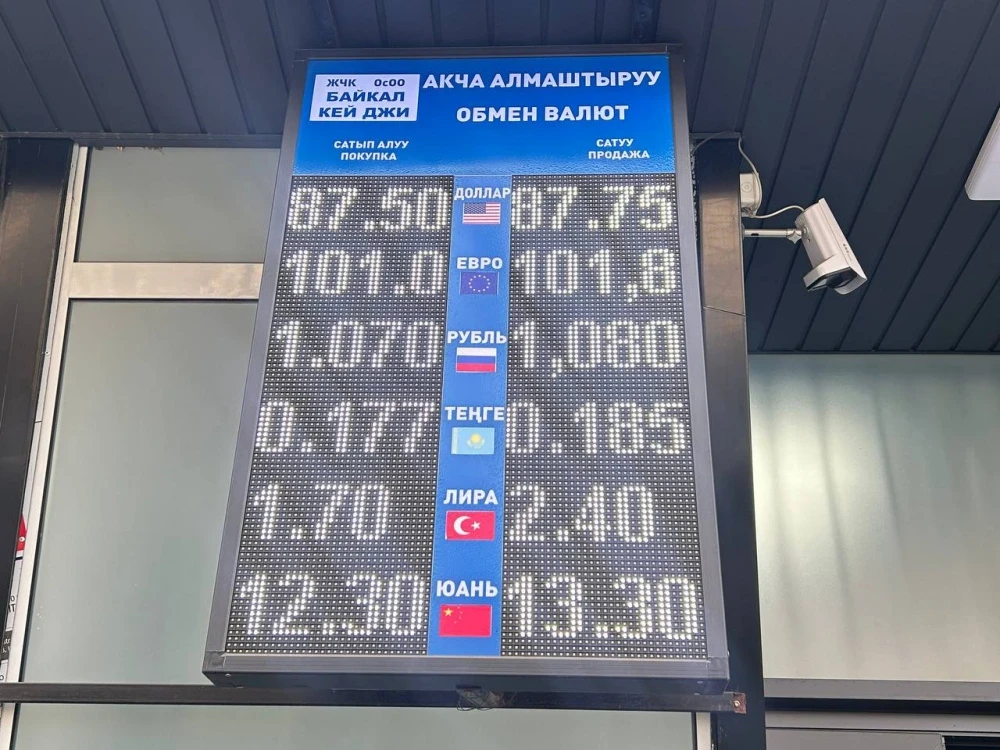 ЖЧК ОсОО
БАЙКАЛ
КЕЙ ДЖИ
АКЧА АЛМАШТЫРУУ
ОБМЕН ВАЛЮТ
САТЫП АЛУУ
ПОКУПКА
САТУУ
ПРОДАЖА
87.50 ДОЛЛАР 87.75
101.0 ЕВРО 101,8
1.070 РУБЛЬ 1,080
0.177 ТЕҢГЕ 0.185
1.70 ЛИРА 2.40
12.30 ЮАНЬ 13.30